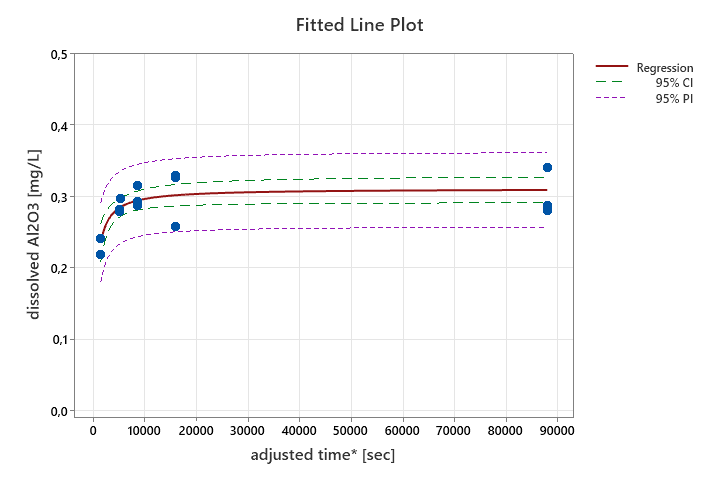 Fitted Line Plot
0,5
0,4
0,3
0,2
0,1
0,0
dissolved Al2O3 [mg/L]
0
10000
20000
30000
40000
50000
60000
70000
80000
90000
adjusted time* [sec]
Regression
95% CI
95% PI